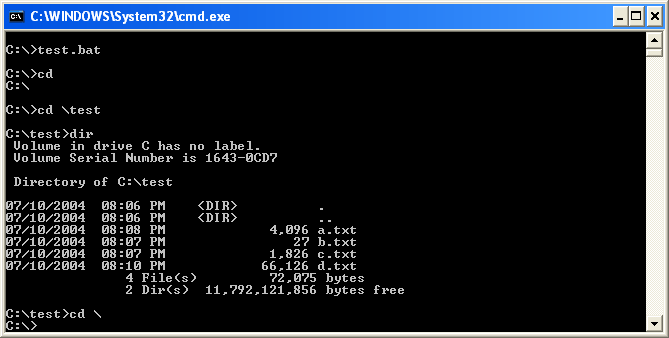 C:\WINDOWS\System32\cmd.exe
C:\>test.bat
C:\>cd
C:\
C:\>cd \test
C:\test>dir
 Volume in drive C has no label.
 Volume Serial Number is 1643-0CD7
 Directory of C:\test
07/10/2004  08:06 PM    <DIR>          .
07/10/2004  08:06 PM    <DIR>          ..
07/10/2004  08:08 PM             4,096 a.txt
07/10/2004  08:07 PM                27 b.txt
07/10/2004  08:07 PM             1,826 c.txt
07/10/2004  08:10 PM            66,126 d.txt
               4 File(s)         72,075 bytes
               2 Dir(s)  11,792,121,856 bytes free
C:\test>cd \
C:\>